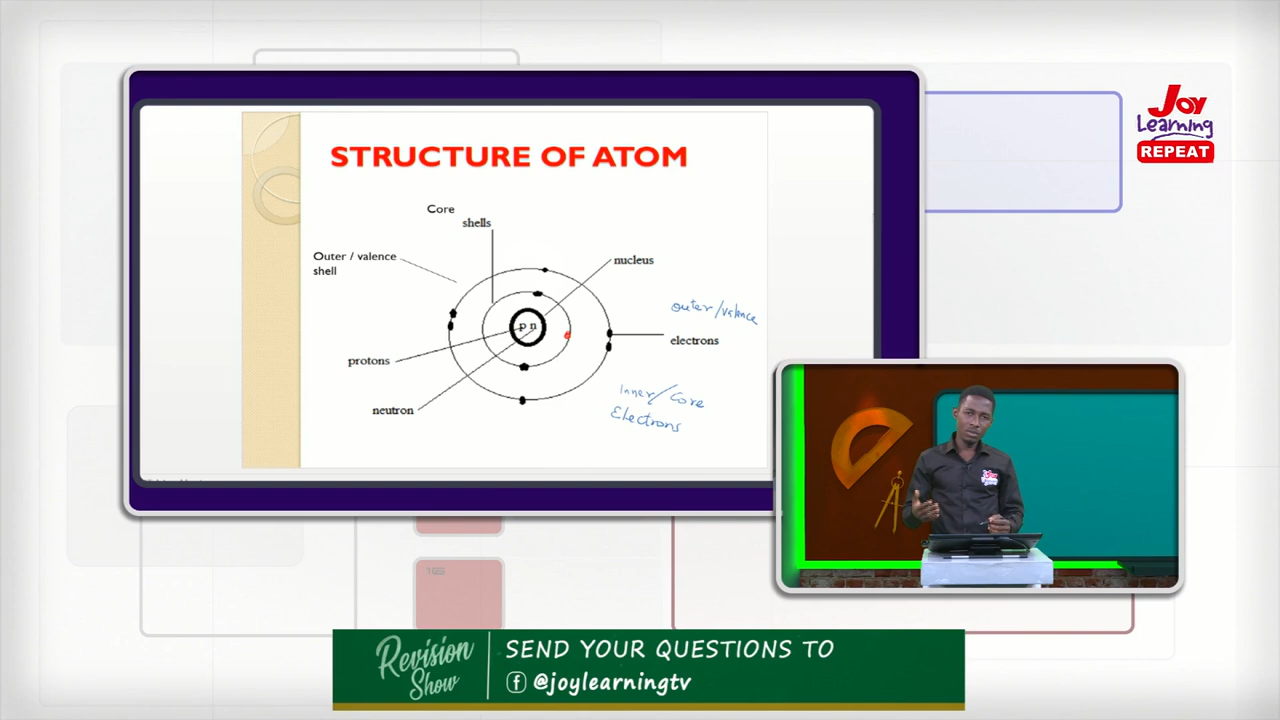 Joy
Learning
REPEAT
STRUCTURE OF ATOM
Core
shells
Outer / valence
shell
nucleus
outer/valence
p n
electrons
protons
Inner/Core
Electrons
neutron
Revision
Show
SEND YOUR QUESTIONS TO
@joylearningtv